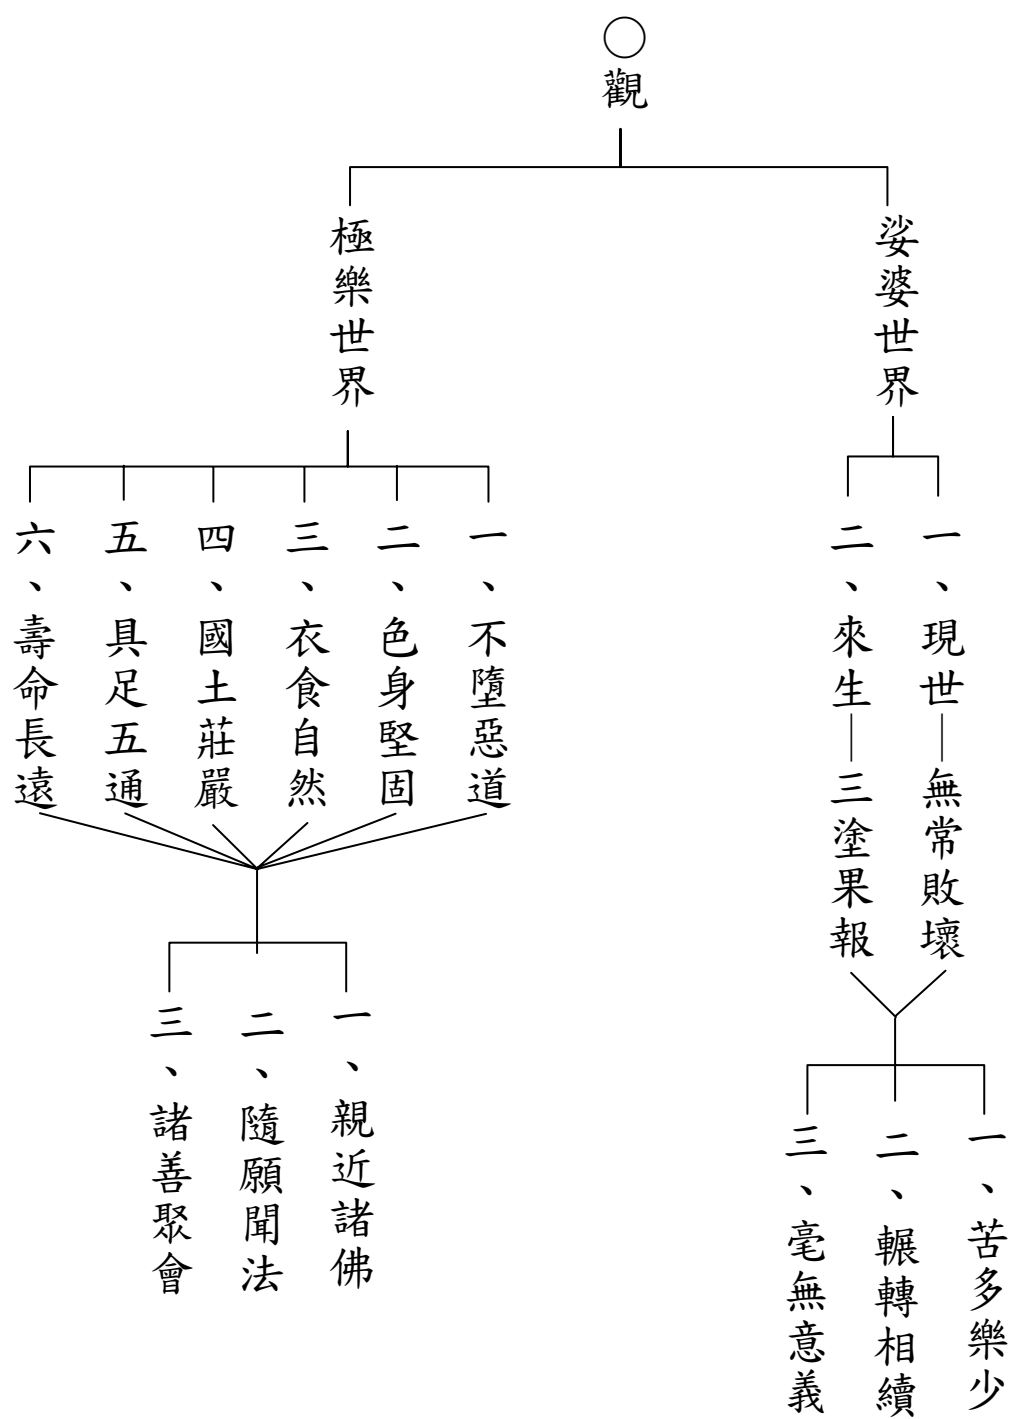 ○觀
娑婆世界
一、現世—無常敗壞
二、來生—三塗果報
一、苦多樂少
二、輾轉相續
三、毫無意義
極樂世界
一、不墮惡道
二、色身堅固
三、衣食自然
四、國土莊嚴
五、具足五通
六、壽命長遠
一、親近諸佛
二、隨願聞法
三、諸善聚會